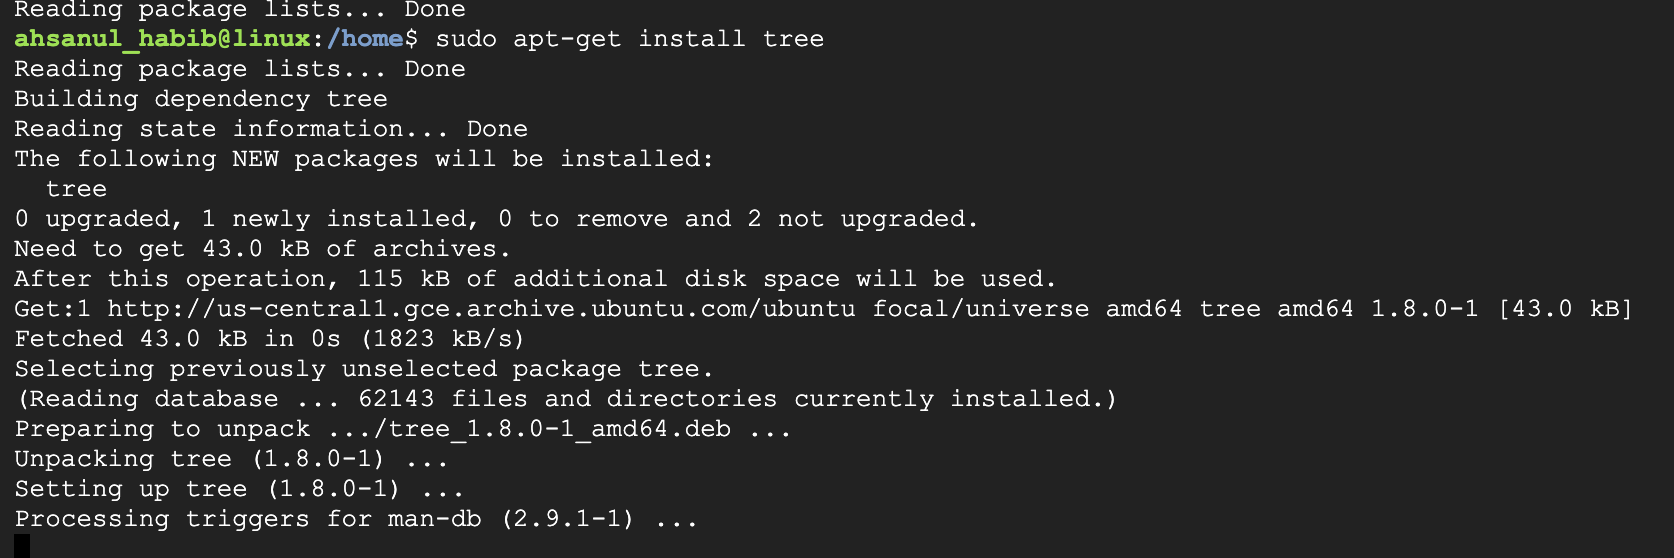 Reading package lists... Done
ahsanul_habib@linux:/home$ sudo apt-get install tree
Reading package lists... Done
Building dependency tree
Reading state information... Done
The following NEW packages will be installed:
  tree
0 upgraded, 1 newly installed, 0 to remove and 2 not upgraded.
Need to get 43.0 kB of archives.
After this operation, 115 kB of additional disk space will be used.
Get:1 http://us-central1.gce.archive.ubuntu.com/ubuntu focal/universe amd64 tree amd64 1.8.0-1 [43.0 kB]
Fetched 43.0 kB in 0s (1823 kB/s)
Selecting previously unselected package tree.
(Reading database ... 62143 files and directories currently installed.)
Preparing to unpack .../tree_1.8.0-1_amd64.deb ...
Unpacking tree (1.8.0-1) ...
Setting up tree (1.8.0-1) ...
Processing triggers for man-db (2.9.1-1) ...